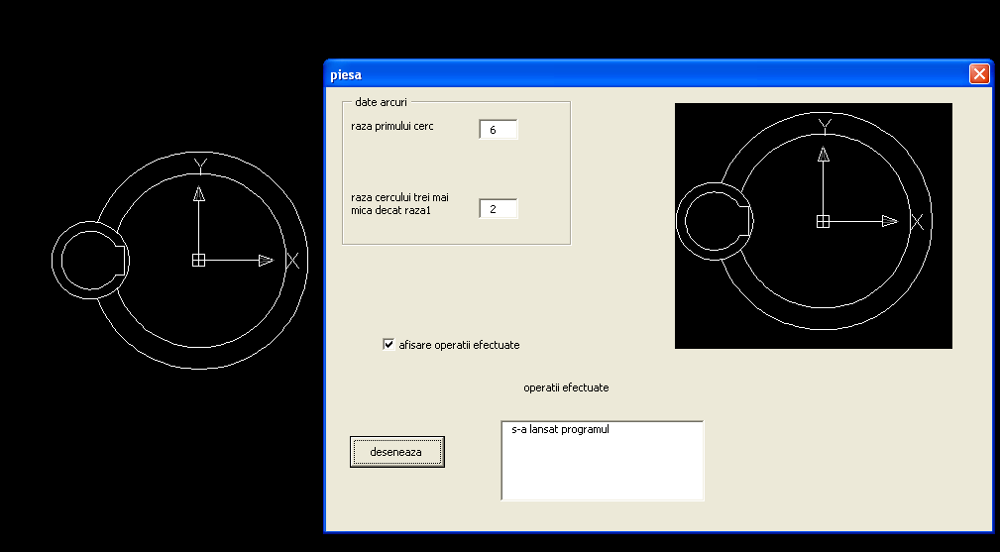 piesa
date arcuri
raza primului cerc
6
raza cercului trei mai
mica decat raza1
2
Y
X
Y
X
afisare operatii efectuate
operatii efectuate
s-a lansat programul
deseneaza